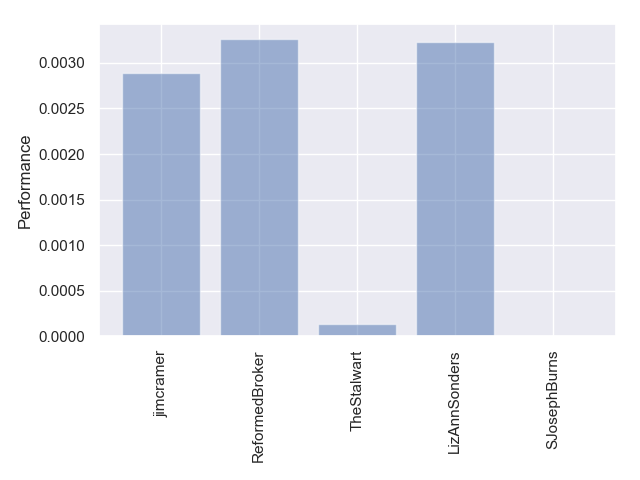 0.0030
0.0025
0.0020
0.0015
0.0010
0.0005
0.0000
Performance
jimcramer
ReformedBroker
TheStalwart
LizAnnSonders
SJosephBurns